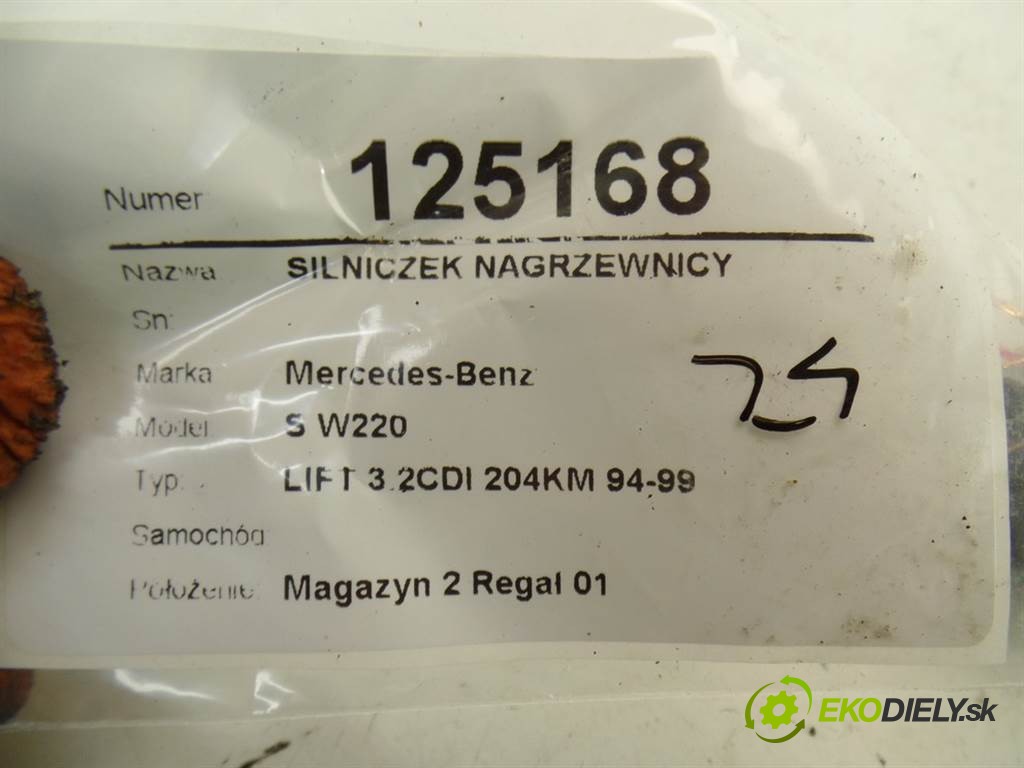 Numer 125168
Nazwa SILNICZEK NAGRZEWNICY
Sn:
Marka Mercedes-Benz
Model S W220
Typ: LIFT 3.2CDI 204KM 94-99
Samochód
Położenie Magazyn 2 Regał 01
EKODIELY.sk